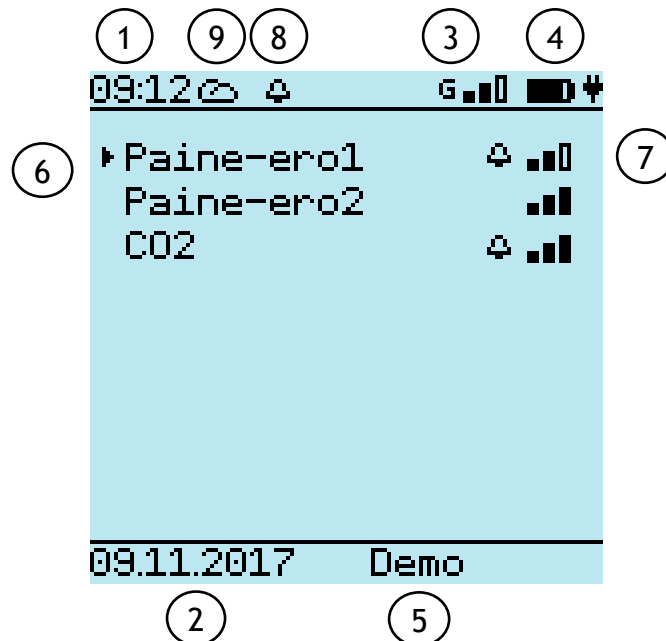 1 9 8 3 4
09:12 G
6 Paine-ero1 7
Paine-ero2
CO2
09.11.2017 Demo
2 5